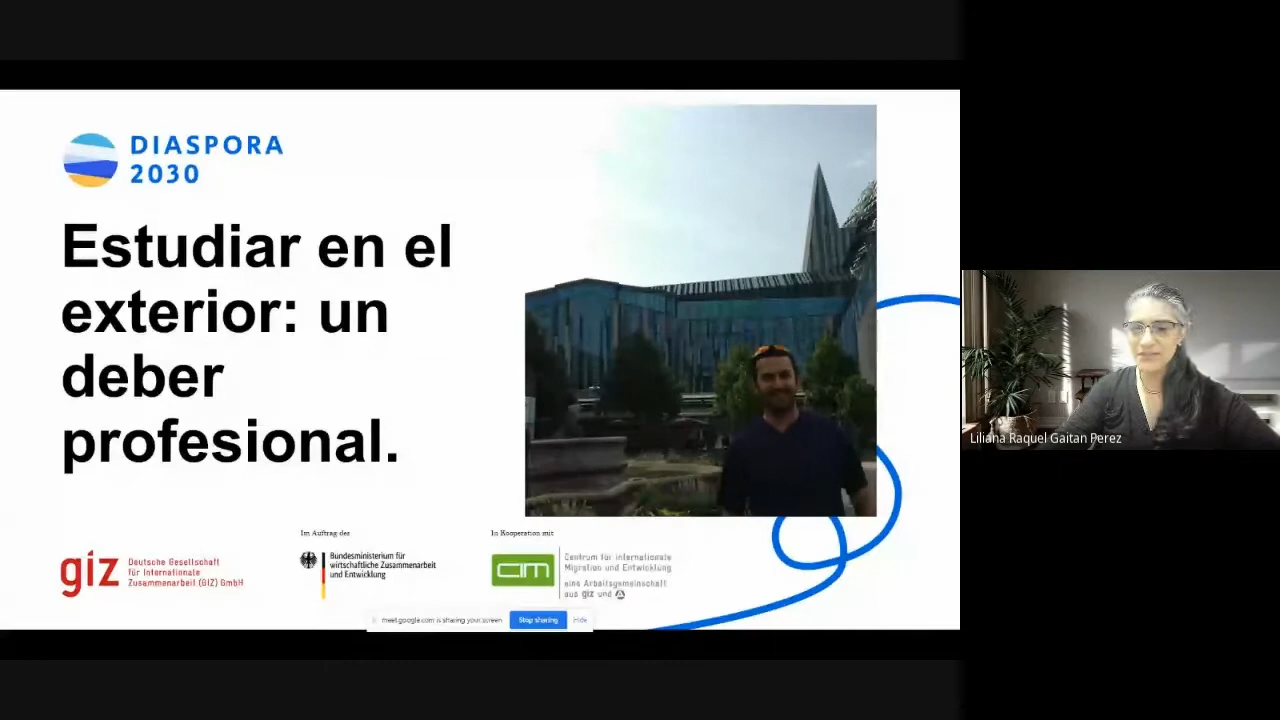 DIASPORA
2030
Estudiar en el
exterior: un
deber
profesional.
Im Auftrag des
In Kooperation mit
giz Deutsche Gesellschaft
für Internationale
Zusammenarbeit (GIZ) GmbH
Bundesministerium für
wirtschaftliche Zusammenarbeit
und Entwicklung
cim
Centrum für internationale
Migration und Entwicklung
eine Arbeitsgemeinschaft
aus giz und
meet.google.com is sharing your screen
Stop sharing
Hide
Liliana Raquel Gaitan Perez